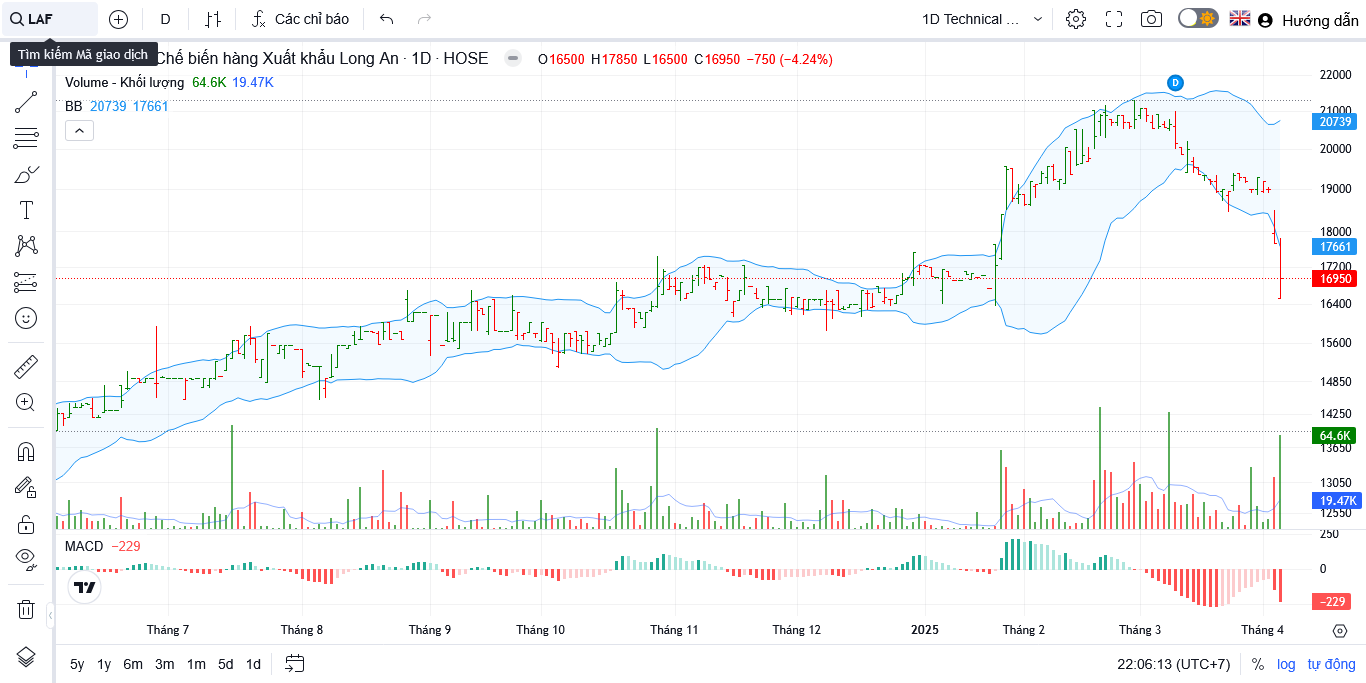 LAF
D
Các chỉ báo
1D Technical ...
Hướng dẫn
Tìm kiếm Mã giao dịch
Chế biến hàng Xuất khẩu Long An · 1D · HOSE
O16500 H17850 L16500 C16950 −750 (−4.24%)
Volume - Khối lượng 64.6K 19.47K
BB 20739 17661
D
22000
21000
20739
20000
19000
18000
17661
17200
16950
16400
15600
14850
14250
64.6K
13650
13050
19.47K
12550
MACD −229
250
0
−229
Tháng 7 Tháng 8 Tháng 9 Tháng 10 Tháng 11 Tháng 12 2025 Tháng 2 Tháng 3 Tháng 4
5y 1y 6m 3m 1m 5d 1d
22:06:13 (UTC+7) % log tự động